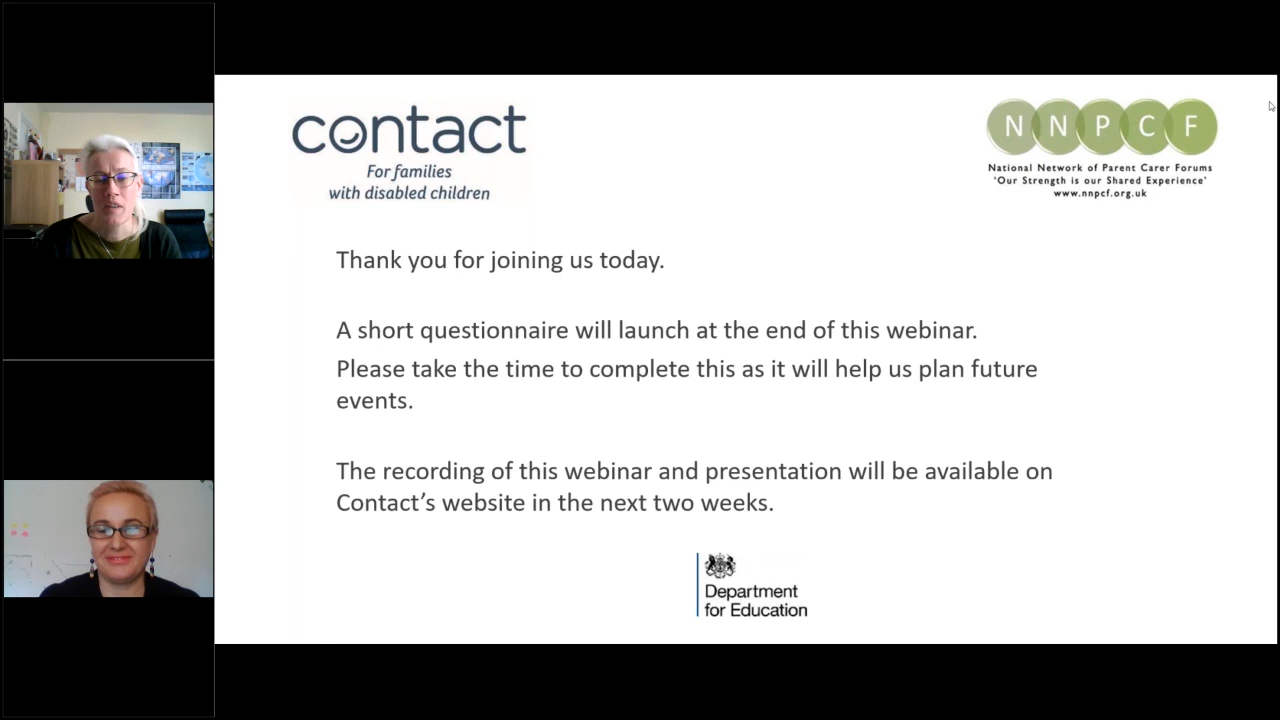 contact
For families
with disabled children
NNPCF
National Network of Parent Carer Forums
'Our Strength is our Shared Experience'
www.nnpcf.org.uk
Thank you for joining us today.
A short questionnaire will launch at the end of this webinar.
Please take the time to complete this as it will help us plan future
events.
The recording of this webinar and presentation will be available on
Contact's website in the next two weeks.
Department
for Education